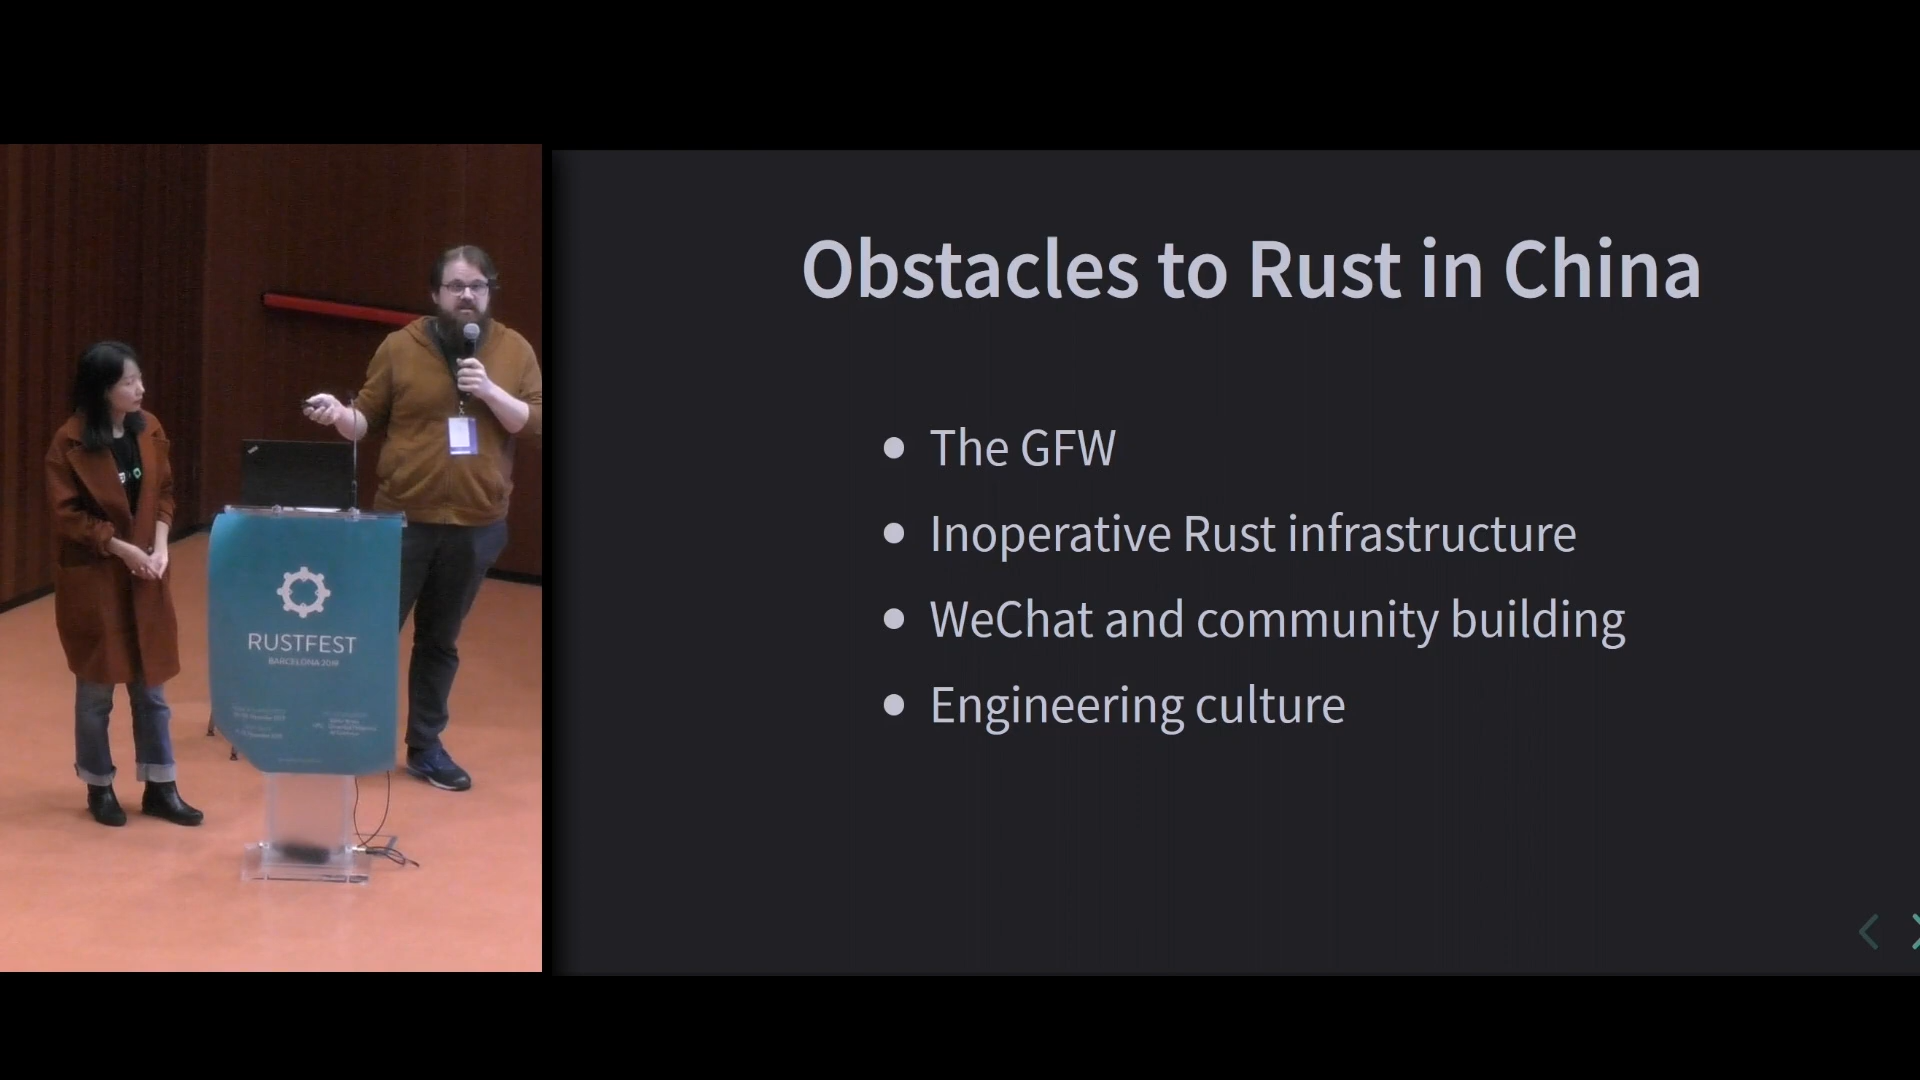 Obstacles to Rust in China
The GFW
Inoperative Rust infrastructure
WeChat and community building
Engineering culture
RUSTFEST
BARCELONA 2019